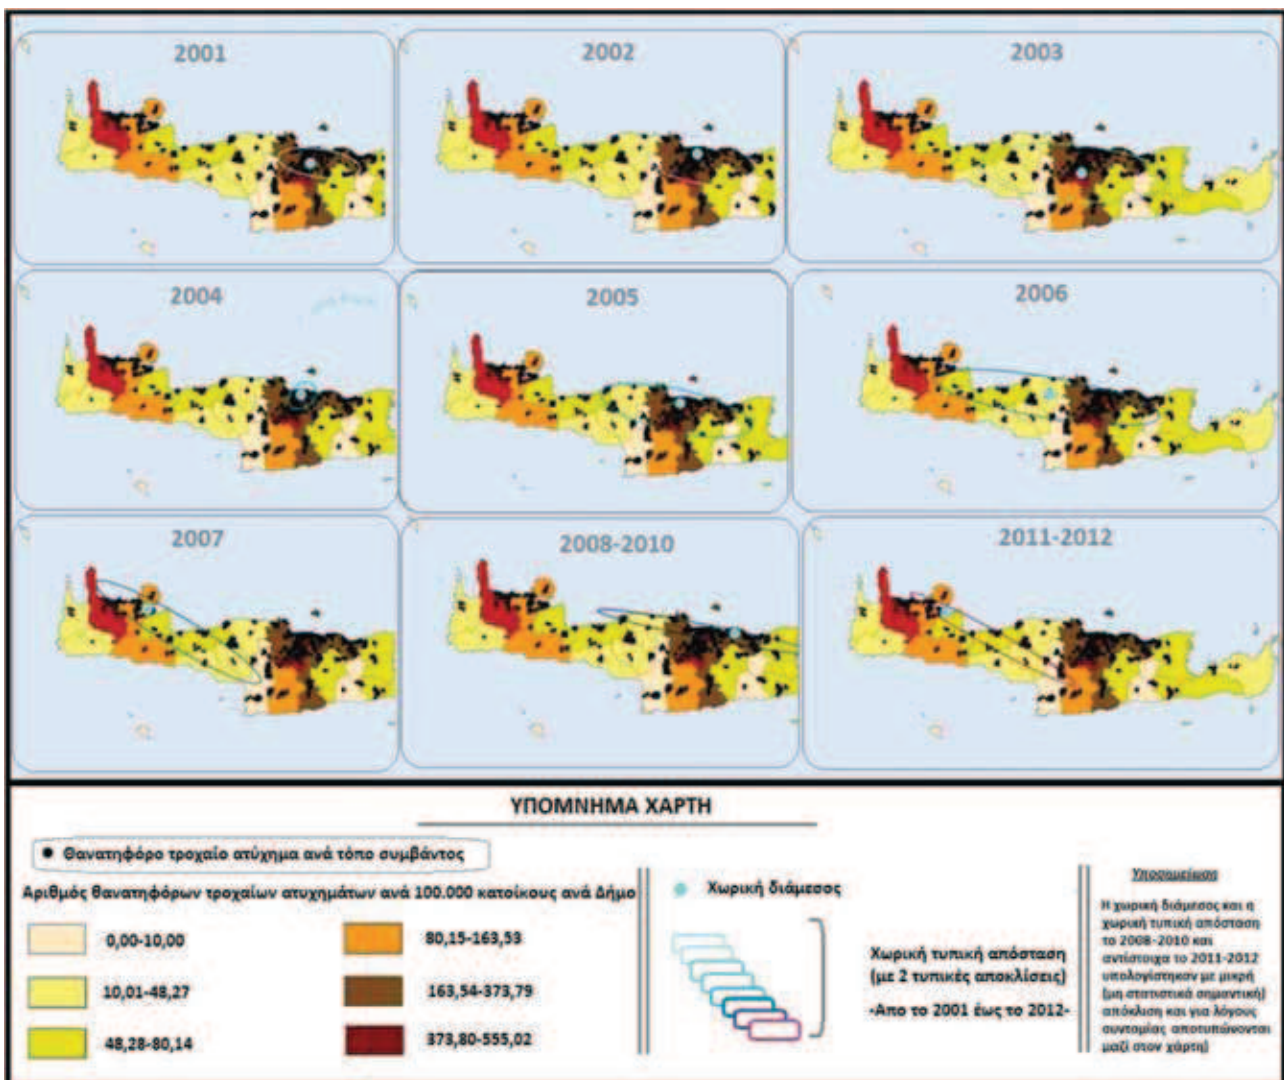 2001
2002
2003
2004
2005
2006
2007
2008-2010
2011-2012
ΥΠΟΜΝΗΜΑ ΧΑΡΤΗ
Θανατηφόρο τροχαίο ατύχημα ανά τόπο συμβάντος
Αριθμός θανατηφόρων τροχαίων ατυχημάτων ανά 100.000 κατοίκους ανά Δήμο
0,00-10,00
10,01-48,27
48,28-80,14
80,15-163,53
163,54-373,79
373,80-555,02
Χωρική διάμεσος
Χωρική τυπική απόσταση
(με 2 τυπικές αποκλίσεις)
-Απο το 2001 έως το 2012-
Υποσημείωση
Η χωρική διάμεσος και η
χωρική τυπική απόσταση
το 2008-2010 και
αντίστοιχα το 2011-2012
υπολογίστηκαν με μικρή
(μη στατιστικά σημαντική)
απόκλιση και για λόγους
συντομίας αποτυπώνονται
μαζί στον χάρτη)